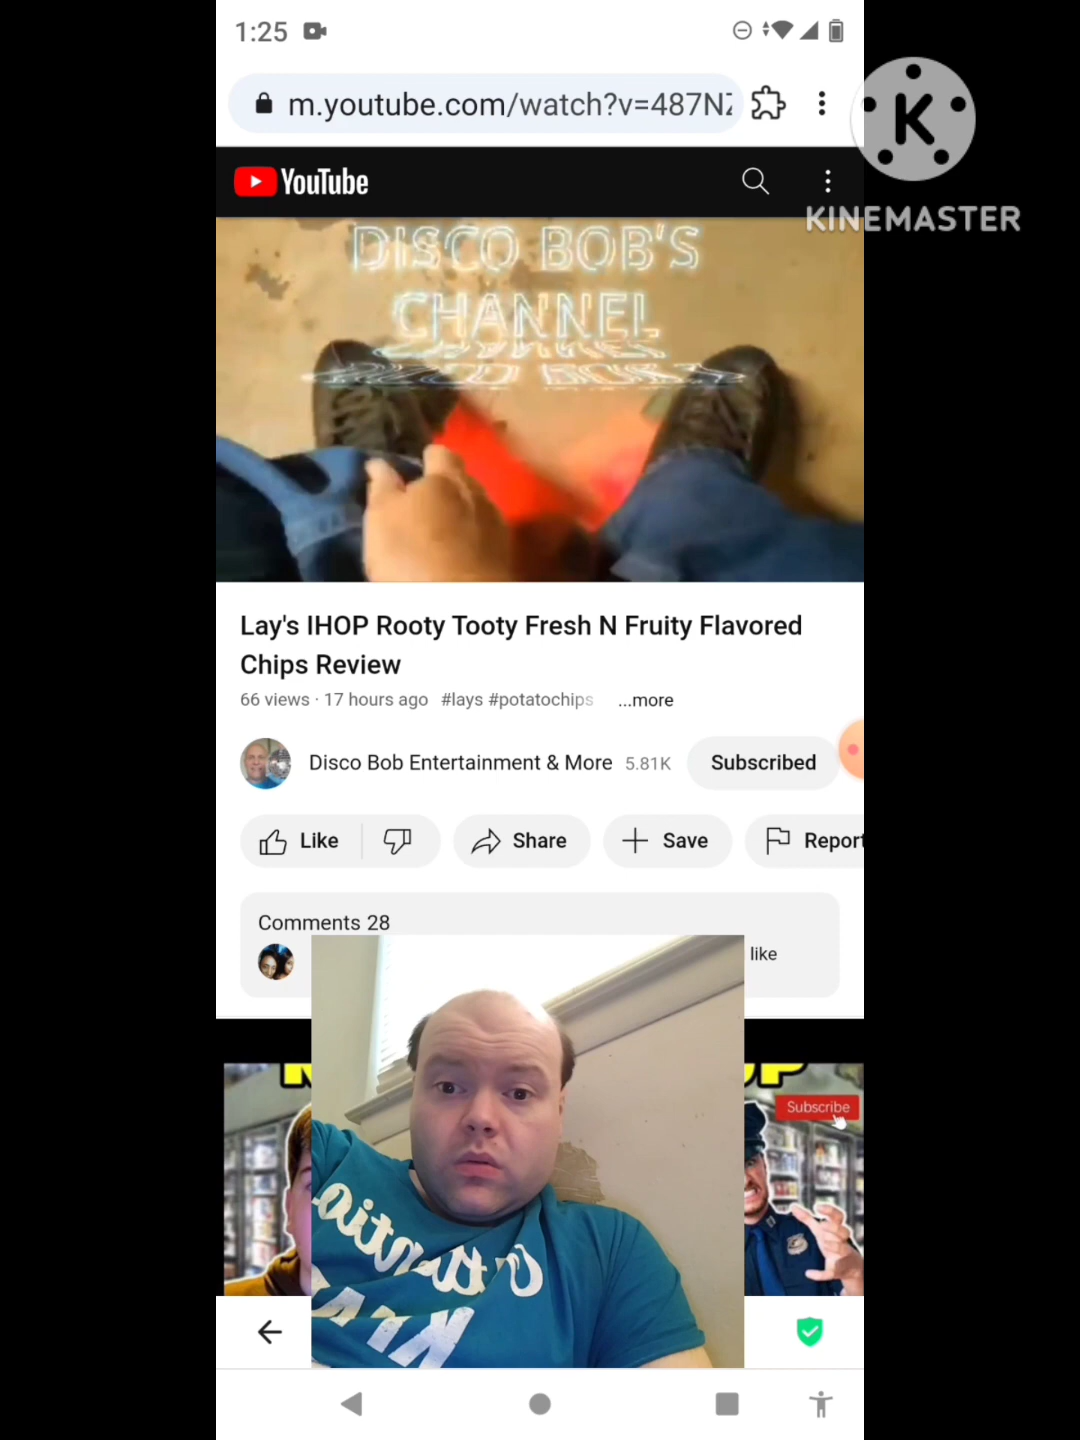 1:25
m.youtube.com/watch?v=487NZ
K
KINEMASTER
YouTube
DISCO BOB'S
CHANNEL
Lay's IHOP Rooty Tooty Fresh N Fruity Flavored
Chips Review
66 views · 17 hours ago #lays #potatochips ...more
Disco Bob Entertainment & More 5.81K Subscribed
Like Share Save Report
Comments 28
like
Subscribe